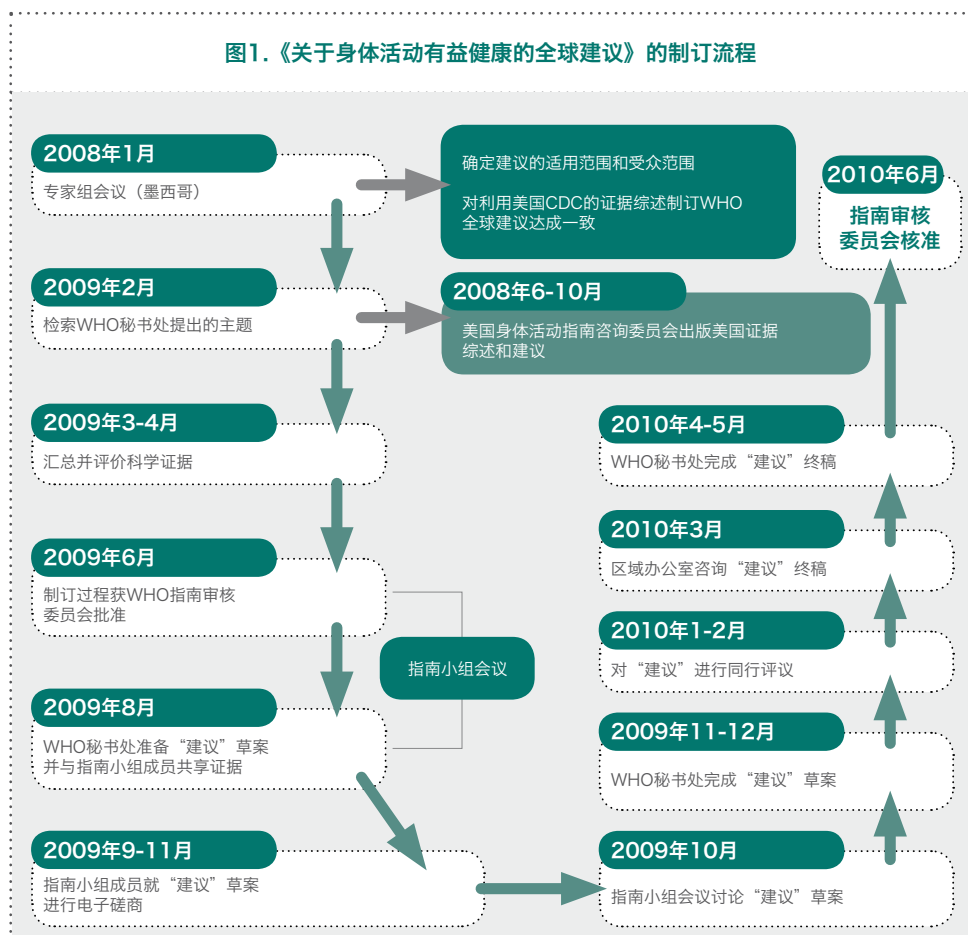 图1.《关于身体活动有益健康的全球建议》的制订流程
2008年1月
专家组会议（墨西哥）
确定建议的适用范围和受众范围
对利用美国CDC的证据综述制订WHO
全球建议达成一致
2009年2月
检索WHO秘书处提出的主题
2008年6-10月
美国身体活动指南咨询委员会出版美国证据
综述和建议
2009年3-4月
汇总并评价科学证据
2009年6月
制订过程获WHO指南审核
委员会批准
指南小组会议
2009年8月
WHO秘书处准备“建议”草案
并与指南小组成员共享证据
2009年9-11月
指南小组成员就“建议”草案
进行电子磋商
2009年10月
指南小组会议讨论“建议”草案
2009年11-12月
WHO秘书处完成“建议”草案
2010年1-2月
对“建议”进行同行评议
2010年3月
区域办公室咨询“建议”终稿
2010年4-5月
WHO秘书处完成“建议”终稿
2010年6月
指南审核
委员会核准